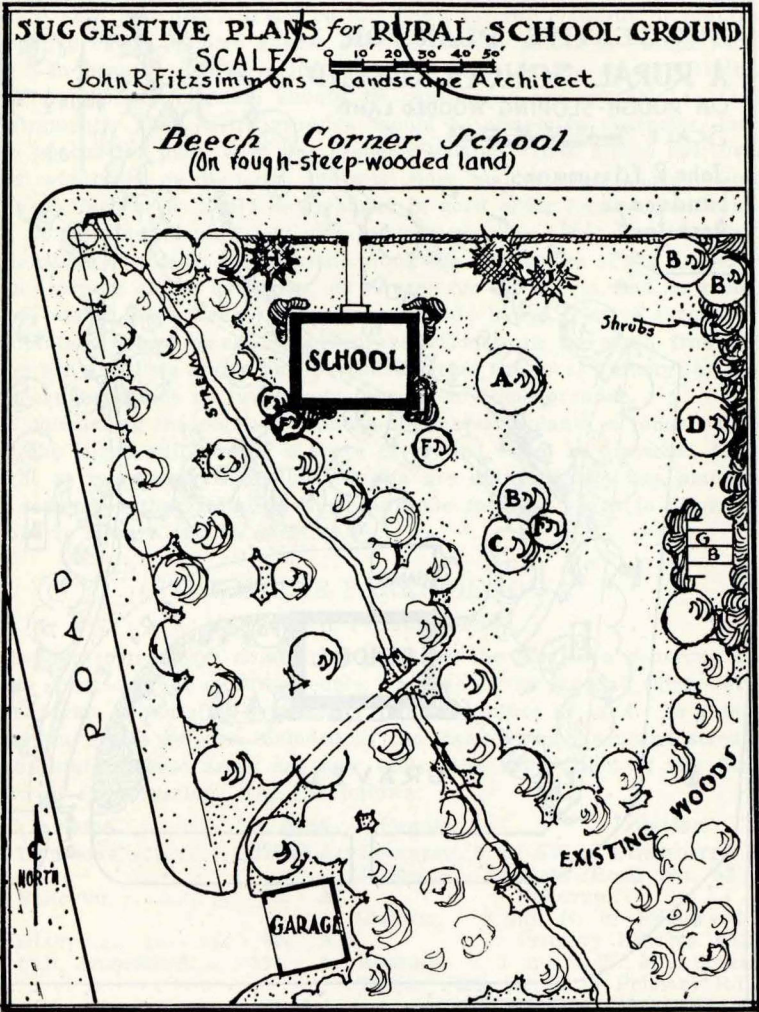 SUGGESTIVE PLANS for RURAL SCHOOL GROUND
SCALE-
0 10' 20' 30' 40' 50'
John R. Fitzsimmons - Landscape Architect
Beech Corner School
(On rough-steep-wooded land)
H
J
J
B
B
Shrubs
SCHOOL
A
STREAM
F
F
D
F
B
F
C
G
B
ROAD
EXISTING WOODS
NORTH
GARAGE